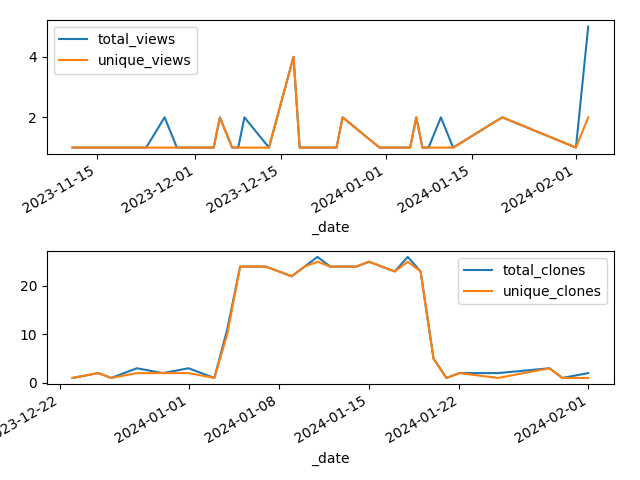 total_views
unique_views
4
2
2023-11-15
2023-12-01
2023-12-15
2024-01-01
2024-01-15
2024-02-01
_date
total_clones
unique_clones
20
10
0
023-12-22
2024-01-01
2024-01-08
2024-01-15
2024-01-22
2024-02-01
_date